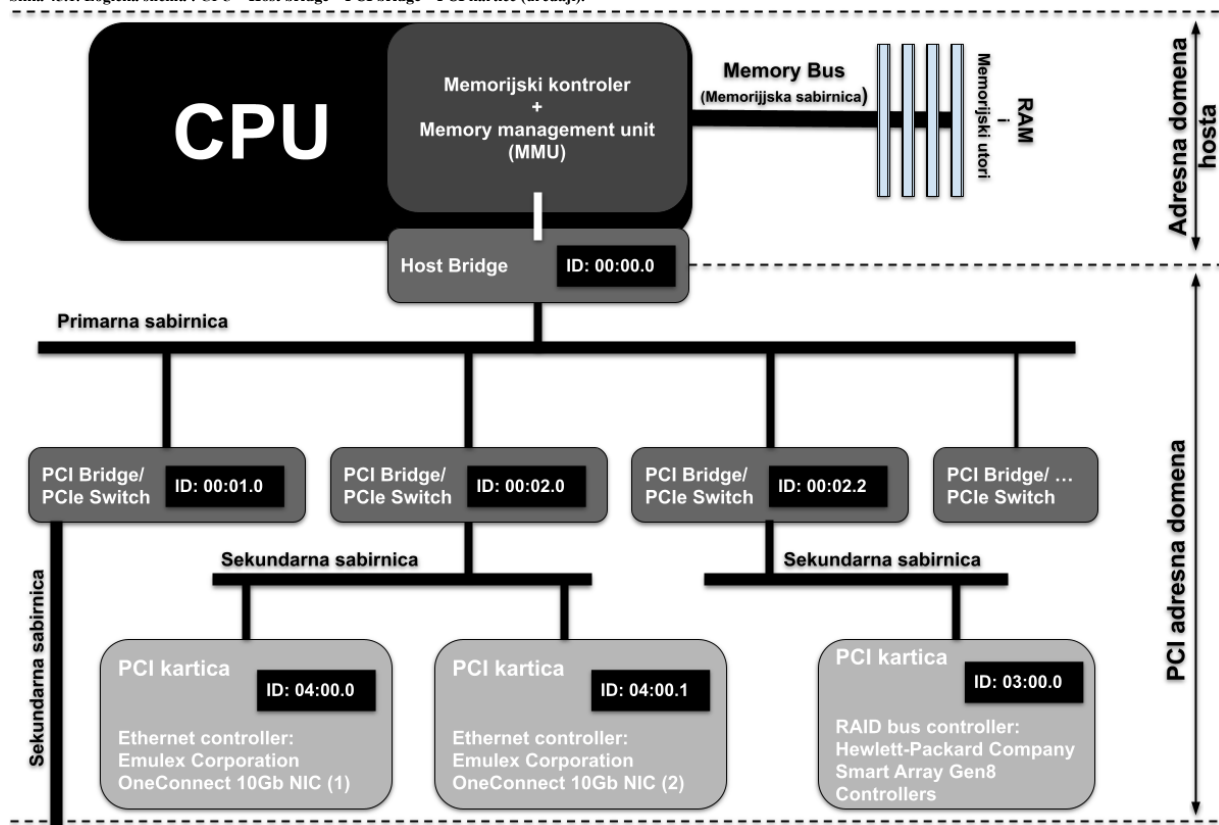 CPU
Memorijski kontroler
+
Memory management unit
(MMU)
Memory Bus
(Memorijjska sabirnica)
Memorijski utori
i
RAM
Adresna domena
hosta
Host Bridge
ID: 00:00.0
Primarna sabirnica
PCI Bridge/
PCIe Switch
ID: 00:01.0
PCI Bridge/
PCIe Switch
ID: 00:02.0
PCI Bridge/
PCIe Switch
ID: 00:02.2
PCI Bridge/ ...
PCIe Switch
Sekundarna sabirnica
Sekundarna sabirnica
Sekundarna sabirnica
PCI adresna domena
PCI kartica
ID: 04:00.0
Ethernet controller:
Emulex Corporation
OneConnect 10Gb NIC (1)
PCI kartica
ID: 04:00.1
Ethernet controller:
Emulex Corporation
OneConnect 10Gb NIC (2)
PCI kartica
ID: 03:00.0
RAID bus controller:
Hewlett-Packard Company
Smart Array Gen8
Controllers